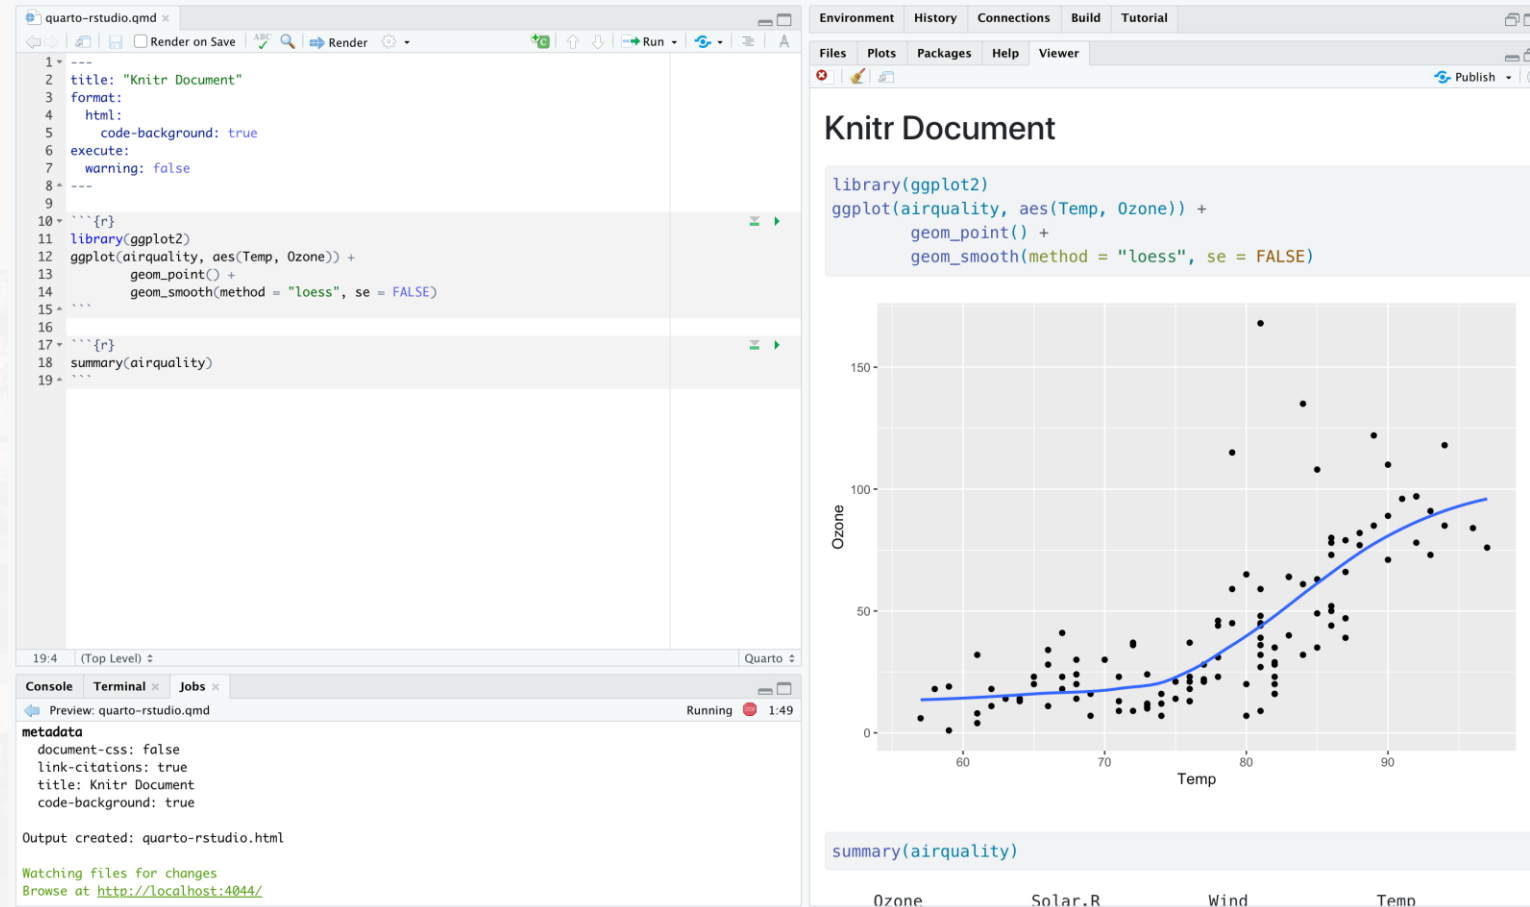 quarto-rstudio.qmd
Render on Save
ABC
Render
Run
1 ---
2 title: "Knitr Document"
3 format:
4   html:
5     code-background: true
6 execute:
7   warning: false
8 ---
9
10 ```{r}
11 library(ggplot2)
12 ggplot(airquality, aes(Temp, Ozone)) +
13         geom_point() +
14         geom_smooth(method = "loess", se = FALSE)
15 ```
16
17 ```{r}
18 summary(airquality)
19 ```
19:4 (Top Level) Quarto
Console Terminal Jobs
Preview: quarto-rstudio.qmd Running STOP 1:49
metadata
  document-css: false
  link-citations: true
  title: Knitr Document
  code-background: true
Output created: quarto-rstudio.html
Watching files for changes
Browse at http://localhost:4044/
Environment History Connections Build Tutorial
Files Plots Packages Help Viewer
Publish
Knitr Document
library(ggplot2)
ggplot(airquality, aes(Temp, Ozone)) +
        geom_point() +
        geom_smooth(method = "loess", se = FALSE)
150
100
50
0
Ozone
60 70 80 90
Temp
summary(airquality)
Ozone Solar.R Wind Temp